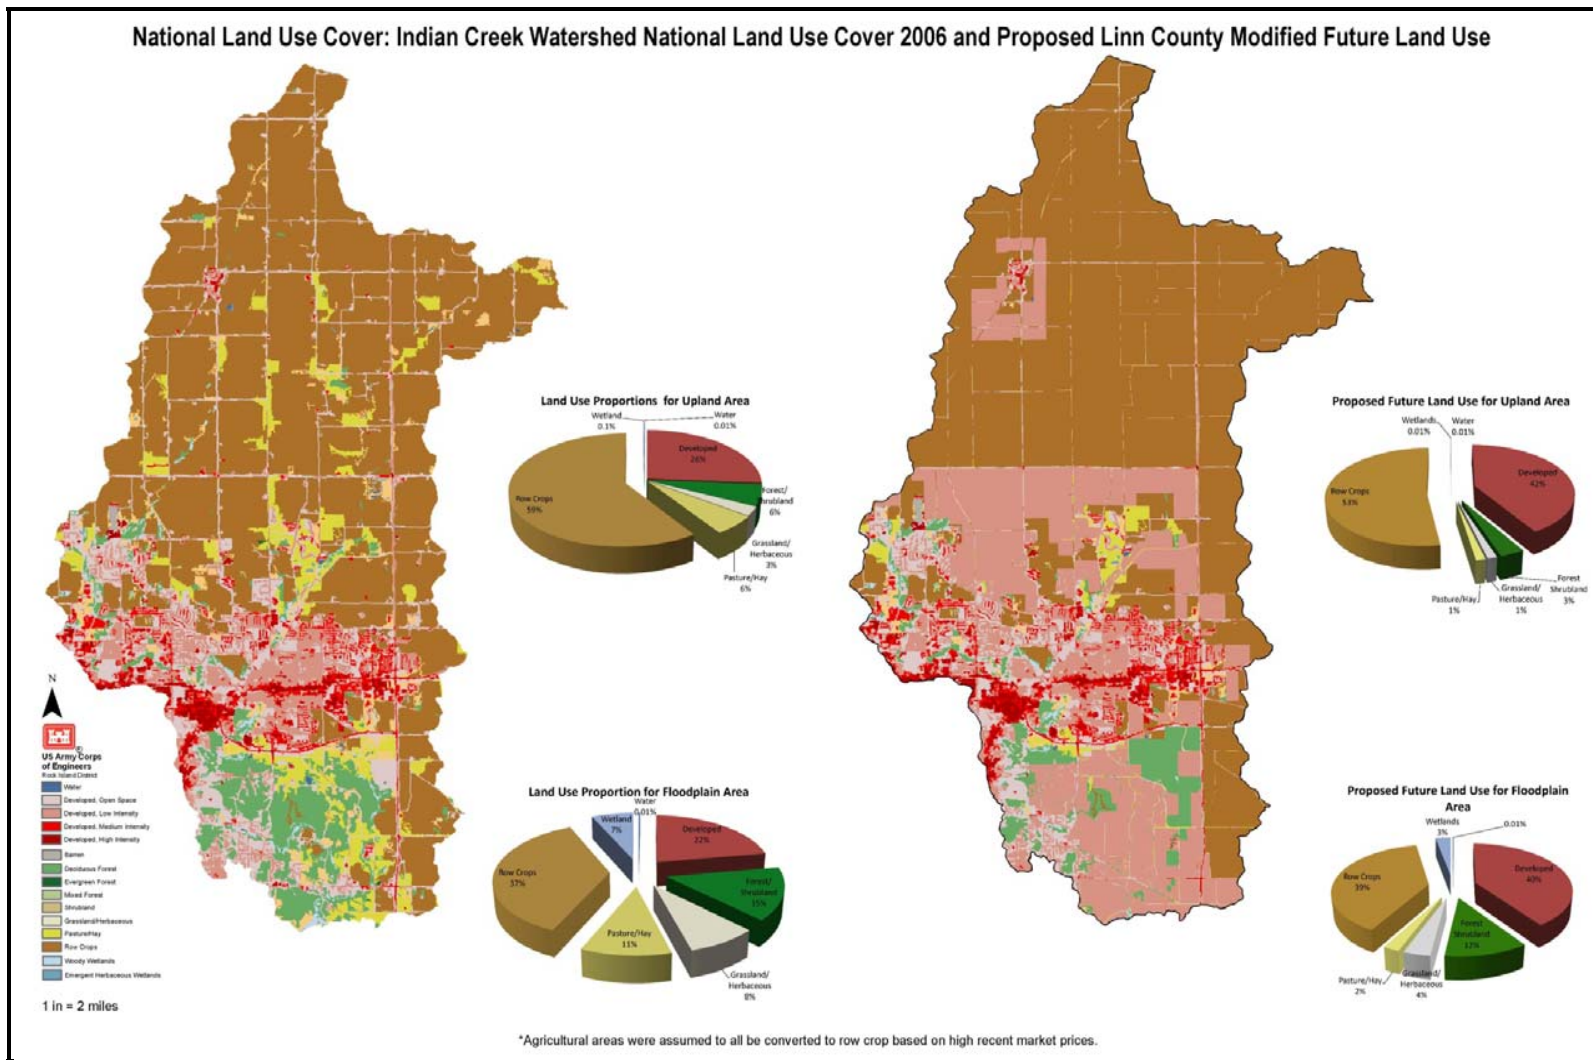 National Land Use Cover: Indian Creek Watershed National Land Use Cover 2006 and Proposed Linn County Modified Future Land Use
Land Use Proportions for Upland Area
Wetland
0.1%
Water
0.01%
Developed
26%
Forest/
Shrubland
6%
Grassland/
Herbaceous
3%
Pasture/Hay
6%
Row Crops
59%
Proposed Future Land Use for Upland Area
Wetlands
0.01%
Water
0.01%
Developed
42%
Forest
Shrubland
3%
Grassland/
Herbaceous
1%
Pasture/Hay
1%
Row Crops
53%
N
US Army Corps
of Engineers
Rock Island District
Water
Developed, Open Space
Developed, Low Intensity
Developed, Medium Intensity
Developed, High Intensity
Barren
Deciduous Forest
Evergreen Forest
Mixed Forest
Shrubland
Grassland/Herbaceous
Pasture/Hay
Row Crops
Woody Wetlands
Emergent Herbaceous Wetlands
1 in = 2 miles
Land Use Proportion for Floodplain Area
Water
0.01%
Wetland
7%
Developed
22%
Forest/
Shrubland
15%
Grassland/
Herbaceous
8%
Pasture/Hay
11%
Row Crops
37%
Proposed Future Land Use for Floodplain
Area
Wetlands
3%
0.01%
Developed
40%
Forest
Shrubland
12%
Grassland/
Herbaceous
4%
Pasture/Hay
2%
Row Crops
39%
*Agricultural areas were assumed to all be converted to row crop based on high recent market prices.